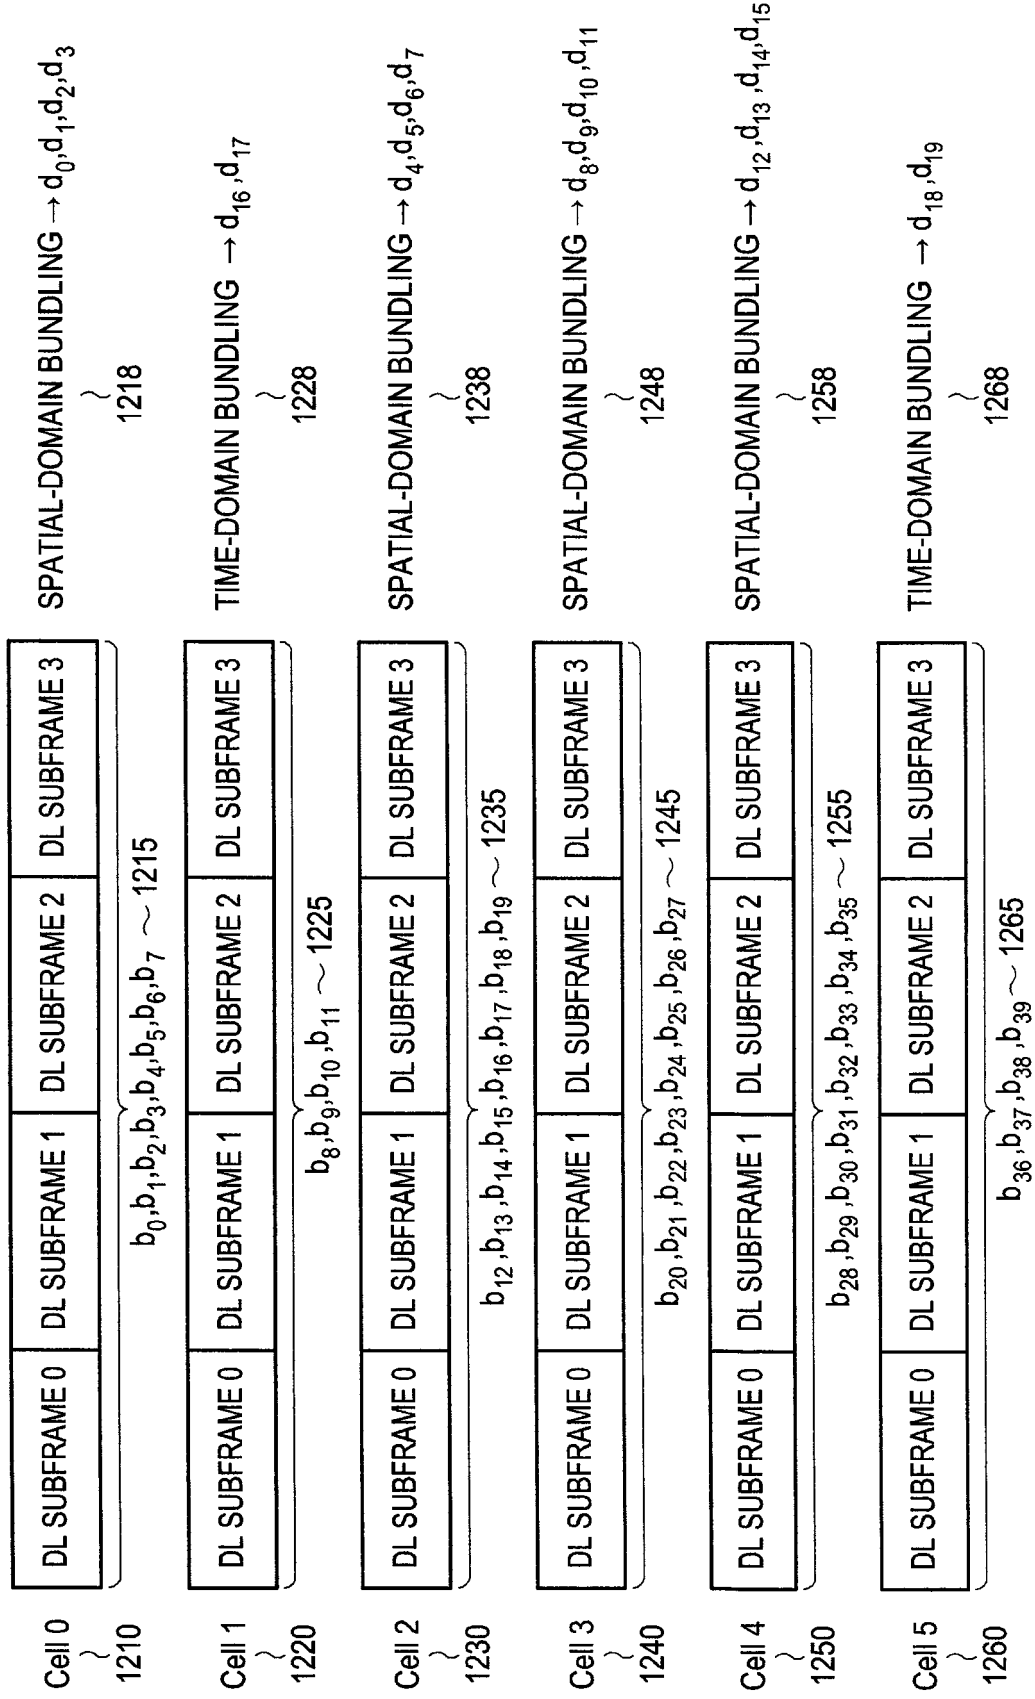 Cell 0 DL SUBFRAME 0 DL SUBFRAME 1 DL SUBFRAME 2 DL SUBFRAME 3 SPATIAL-DOMAIN BUNDLING → d0,d1,d2,d3
1210 b0,b1,b2,b3,b4,b5,b6,b7 ~ 1215 1218
Cell 1 DL SUBFRAME 0 DL SUBFRAME 1 DL SUBFRAME 2 DL SUBFRAME 3 TIME-DOMAIN BUNDLING → d16,d17
1220 b8,b9,b10,b11 ~ 1225 1228
Cell 2 DL SUBFRAME 0 DL SUBFRAME 1 DL SUBFRAME 2 DL SUBFRAME 3 SPATIAL-DOMAIN BUNDLING → d4,d5,d6,d7
1230 b12,b13,b14,b15,b16,b17,b18,b19 ~ 1235 1238
Cell 3 DL SUBFRAME 0 DL SUBFRAME 1 DL SUBFRAME 2 DL SUBFRAME 3 SPATIAL-DOMAIN BUNDLING → d8,d9,d10,d11
1240 b20,b21,b22,b23,b24,b25,b26,b27 ~ 1245 1248
Cell 4 DL SUBFRAME 0 DL SUBFRAME 1 DL SUBFRAME 2 DL SUBFRAME 3 SPATIAL-DOMAIN BUNDLING → d12,d13,d14,d15
1250 b28,b29,b30,b31,b32,b33,b34,b35 ~ 1255 1258
Cell 5 DL SUBFRAME 0 DL SUBFRAME 1 DL SUBFRAME 2 DL SUBFRAME 3 TIME-DOMAIN BUNDLING → d18,d19
1260 b36,b37,b38,b39 ~ 1265 1268